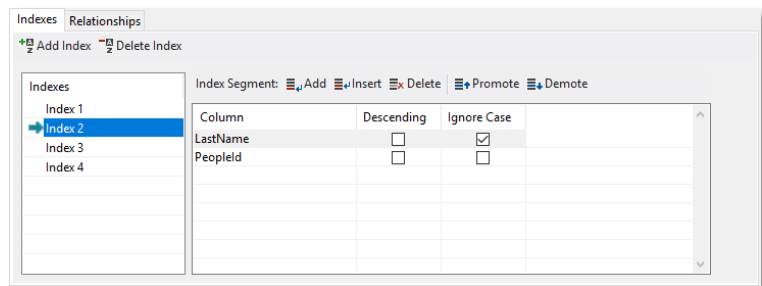 Indexes Relationships
Add Index Delete Index
Indexes
Index 1
Index 2
Index 3
Index 4
Index Segment: Add Insert Delete Promote Demote
Column Descending Ignore Case
LastName
PeopleId